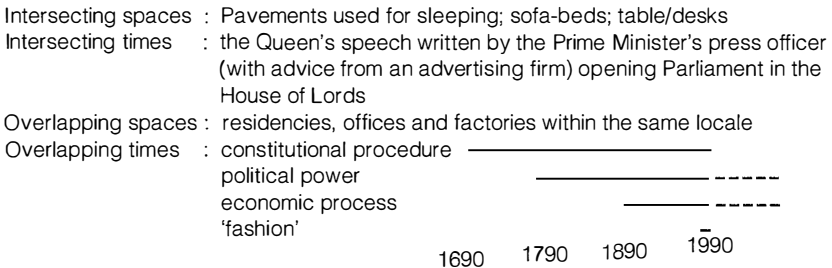 Intersecting spaces : Pavements used for sleeping; sofa-beds; table/desks
Intersecting times : the Queen's speech written by the Prime Minister's press officer
(with advice from an advertising firm) opening Parliament in the
House of Lords
Overlapping spaces : residencies, offices and factories within the same locale
Overlapping times : constitutional procedure
political power
economic process
‘fashion’
1690 1790 1890 1990